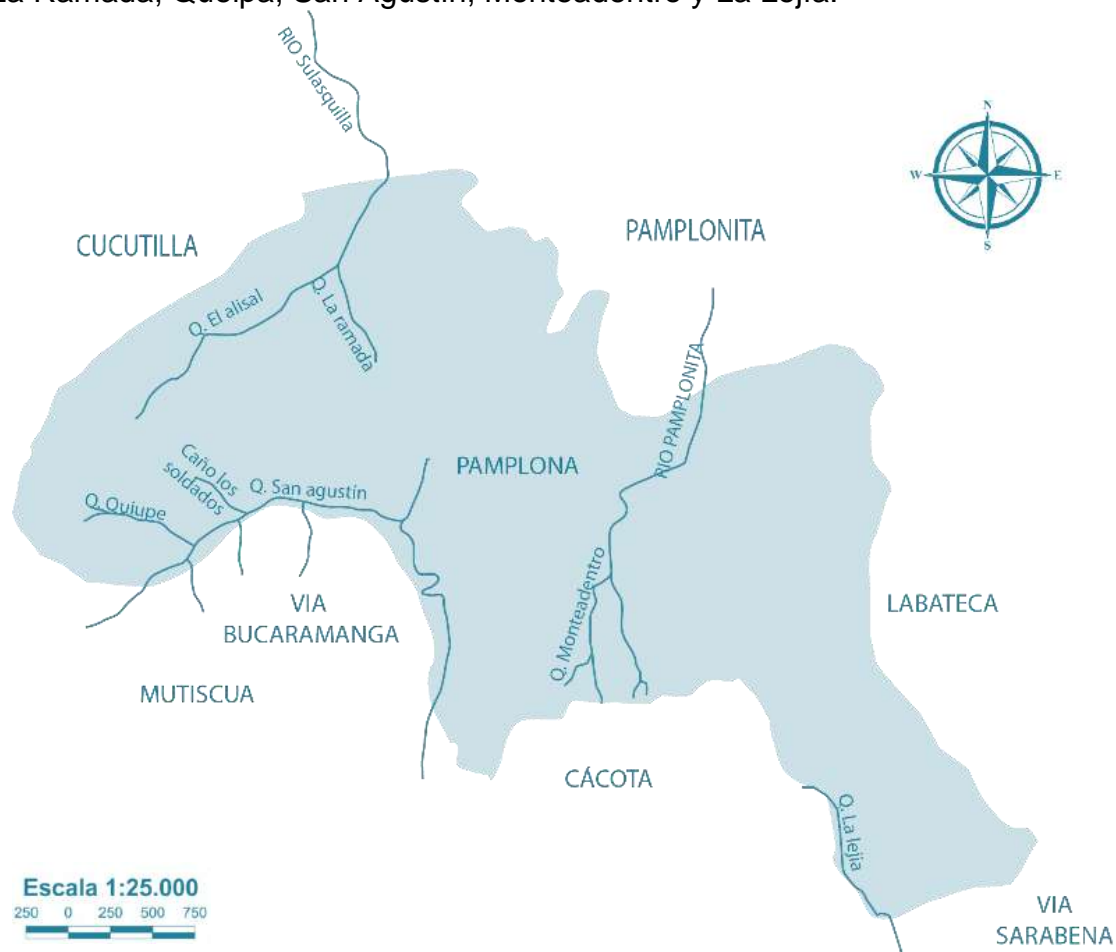 La Ramada, Queipa, San Agustín, Monteadentro y La Lejía.
RIO Sulasquilla
N
W
E
S
CUCUTILLA
PAMPLONITA
Q. El alisal
Q. La ramada
RIO PAMPLONITA
Caño los
soldados
Q. San agustín
PAMPLONA
Q. Quiupe
Q. Monteadentro
VIA
BUCARAMANGA
LABATECA
MUTISCUA
CÁCOTA
Q. La lejia
Escala 1:25.000
250 0 250 500 750
VIA
SARABENA